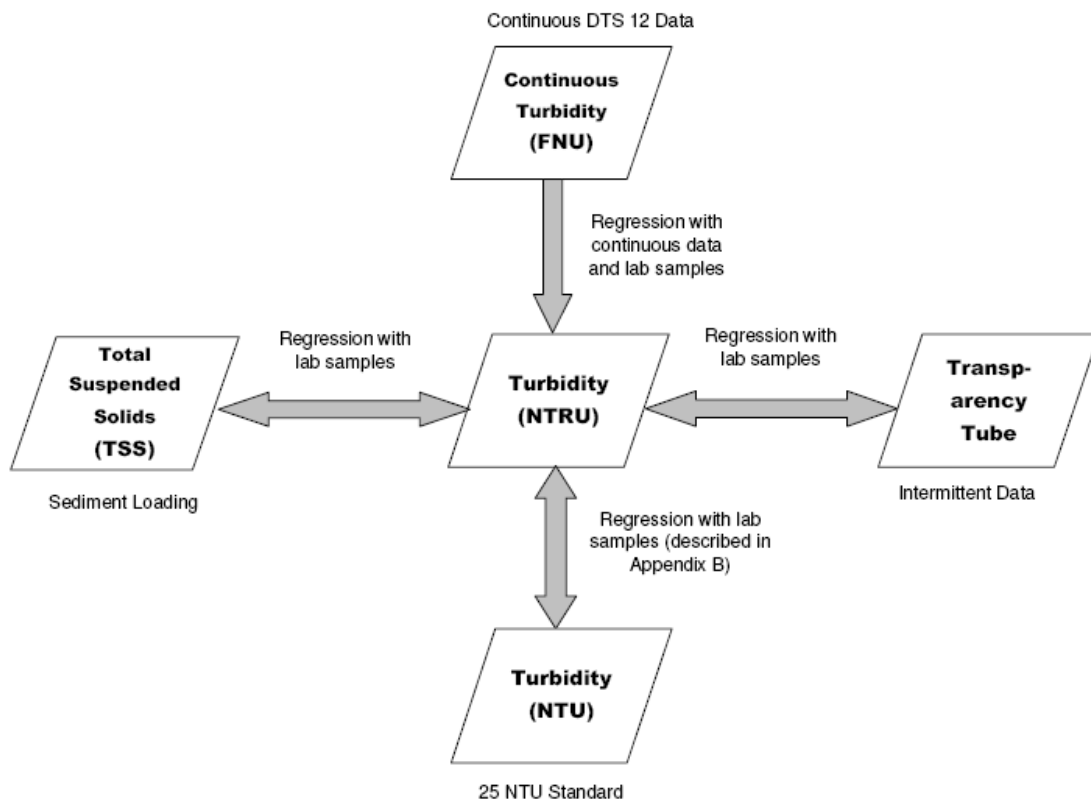 Continuous DTS 12 Data
Continuous
Turbidity
(FNU)
Regression with
continuous data
and lab samples
Total
Suspended
Solids
(TSS)
Sediment Loading
Regression with
lab samples
Turbidity
(NTRU)
Regression with
lab samples
Transp-
arency
Tube
Intermittent Data
Regression with lab
samples (described in
Appendix B)
Turbidity
(NTU)
25 NTU Standard